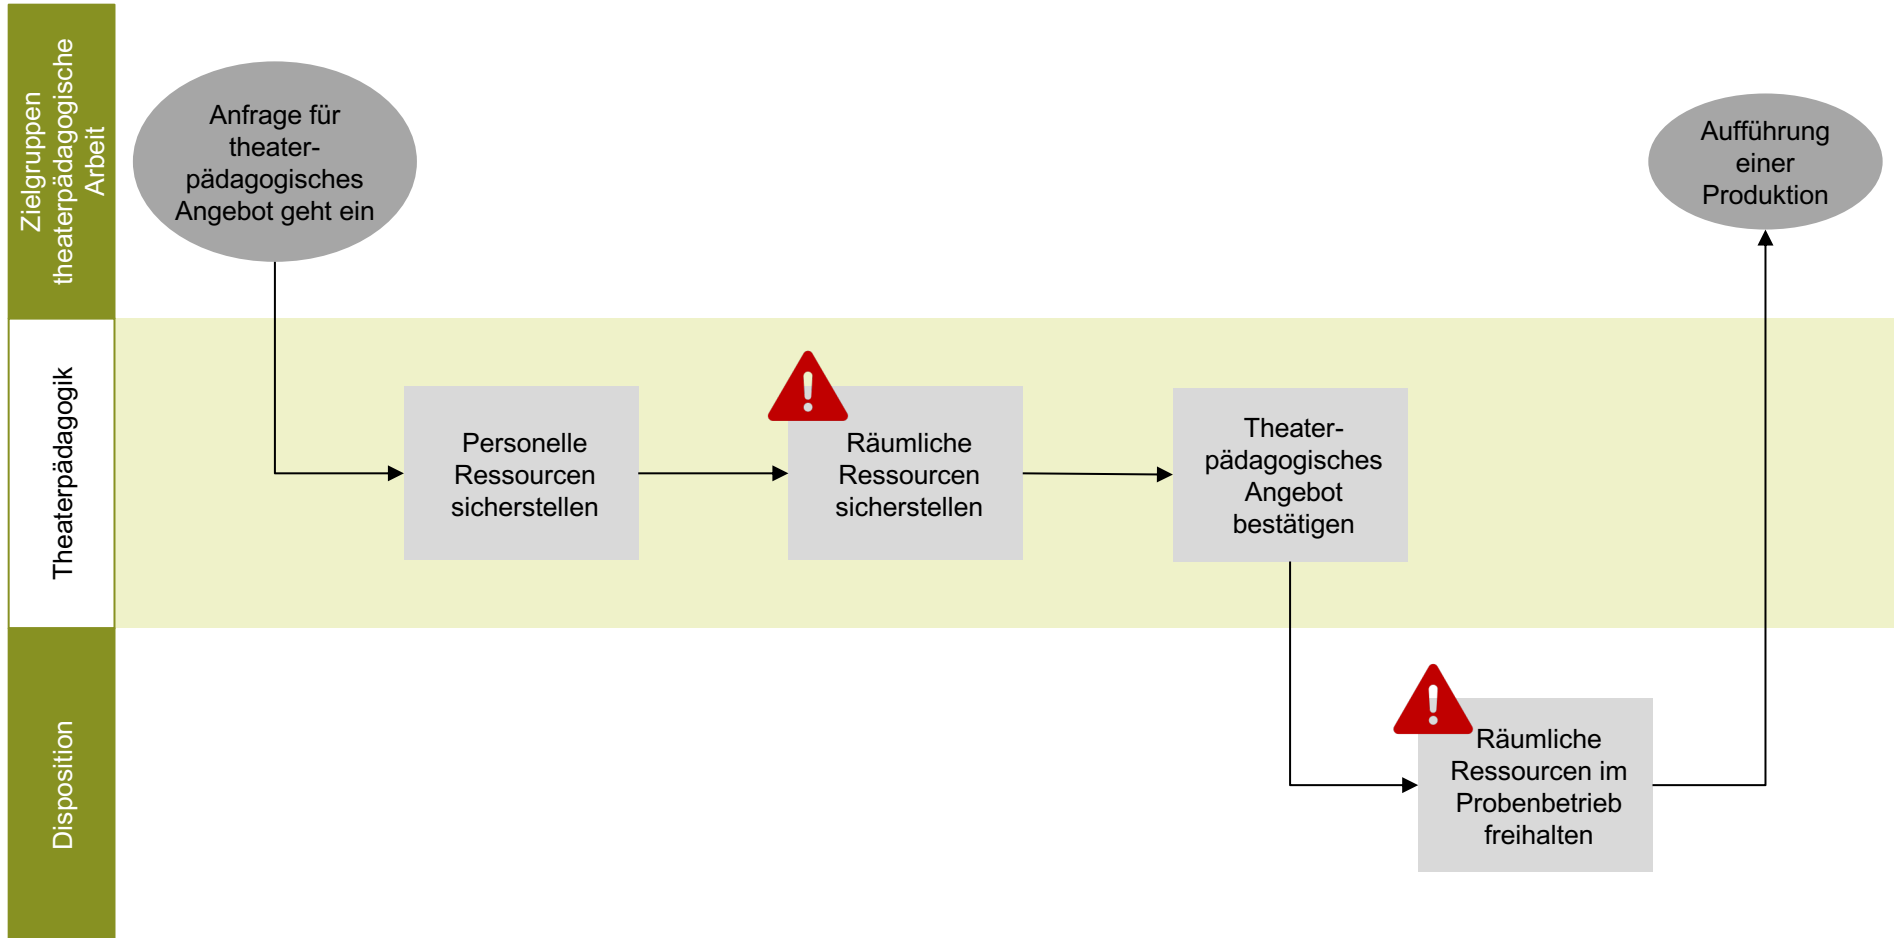 Zielgruppen
theaterpädagogische
Arbeit
Anfrage für
theater-
pädagogisches
Angebot geht ein
Aufführung
einer
Produktion
Theaterpädagogik
Personelle
Ressourcen
sicherstellen
Räumliche
Ressourcen
sicherstellen
Theater-
pädagogisches
Angebot
bestätigen
Disposition
Räumliche
Ressourcen im
Probenbetrieb
freihalten